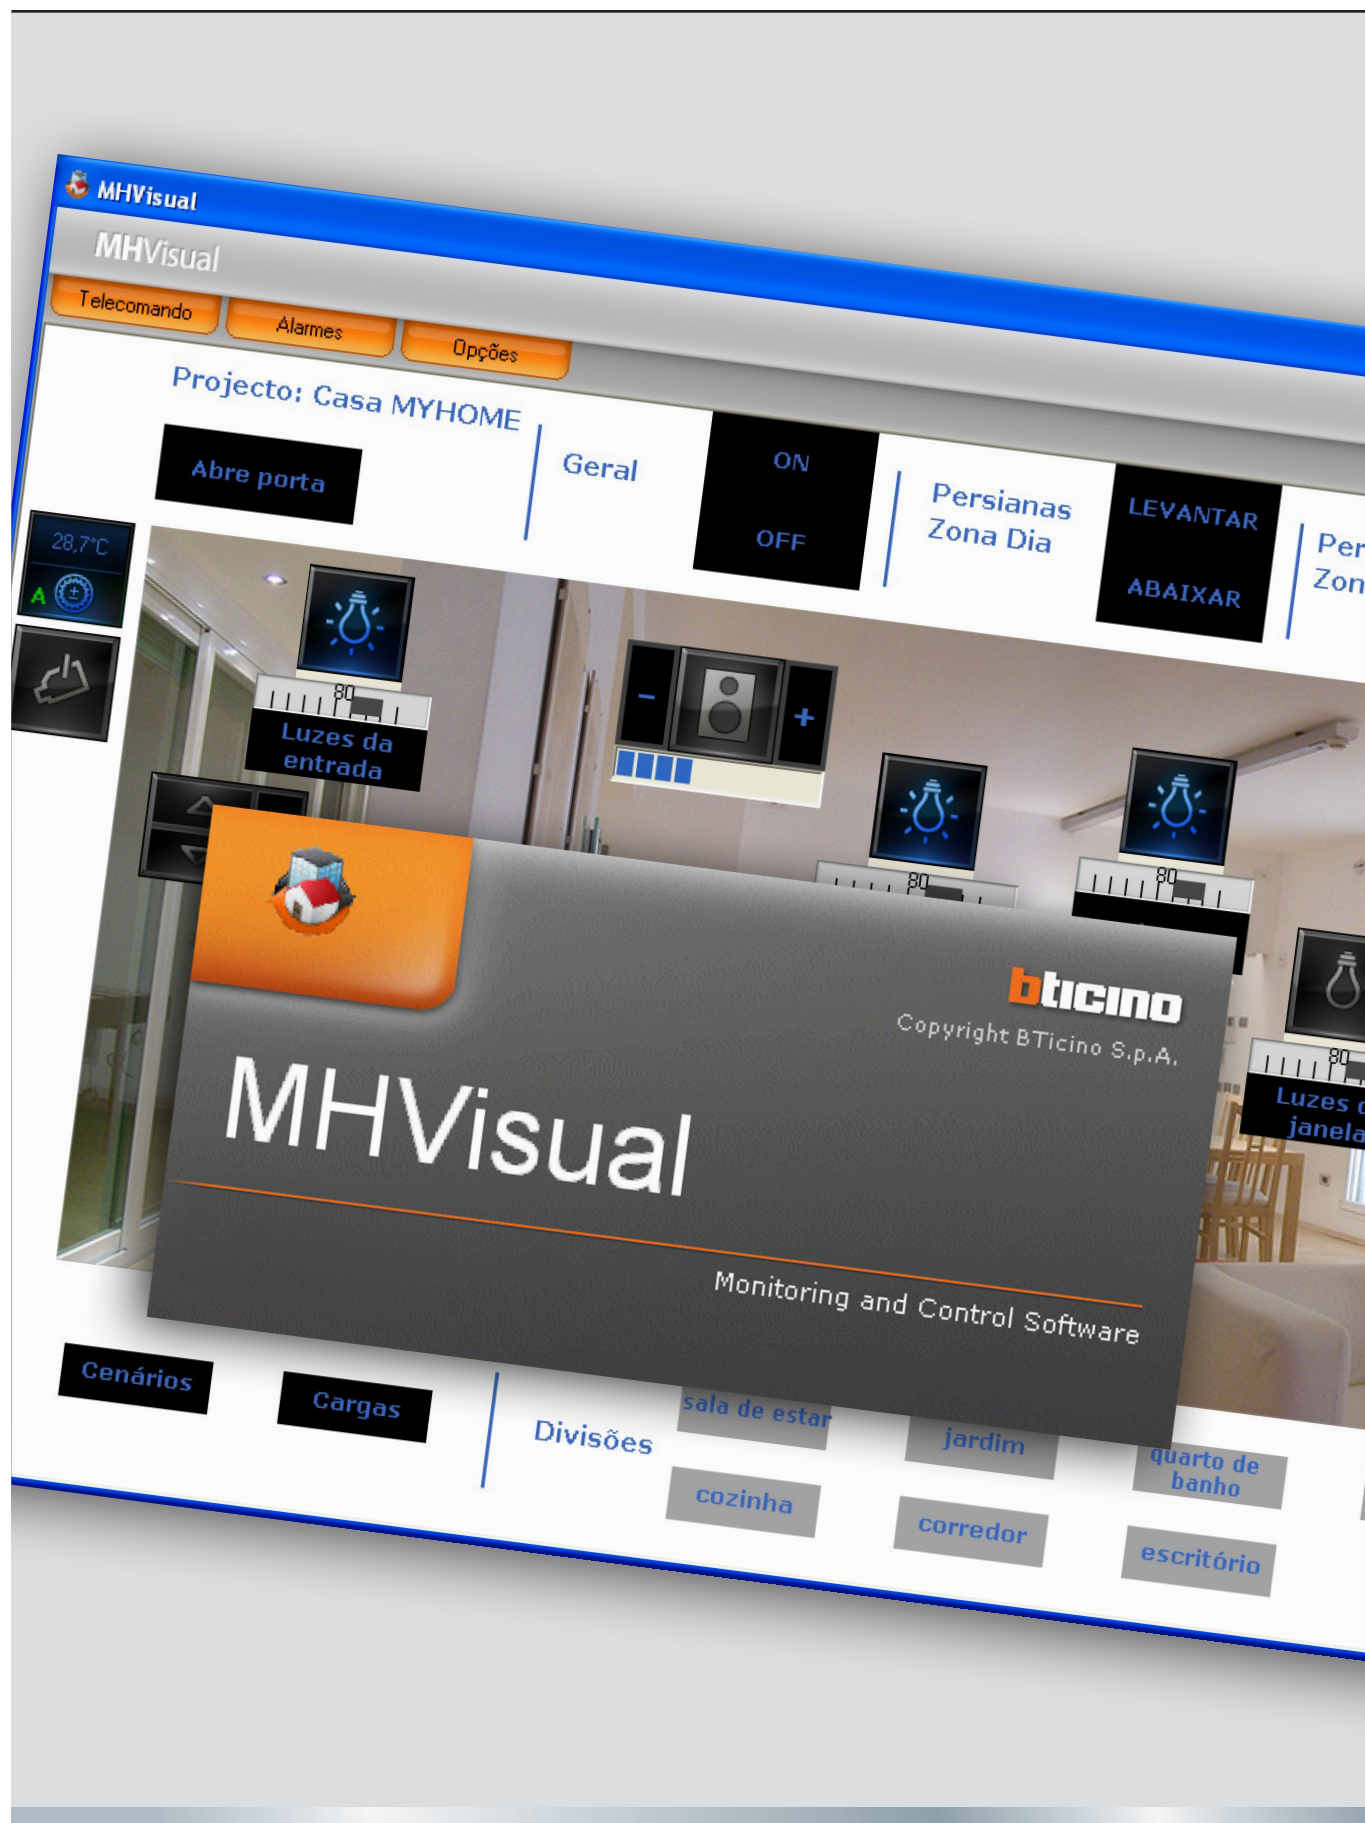 MHVisual
MHVisual
Telecomando
Alarmes
Opções
Projecto: Casa MYHOME
Abre porta
Geral
ON
OFF
Persianas
Zona Dia
LEVANTAR
ABAIXAR
28,7°C
A
80
Luzes da
entrada
-
+
80
80
80
Luzes
janela
bticino
Copyright BTicino S.p.A.
MHVisual
Monitoring and Control Software
Cenários
Cargas
Divisões
sala de estar
jardim
quarto de
banho
cozinha
corredor
escritório